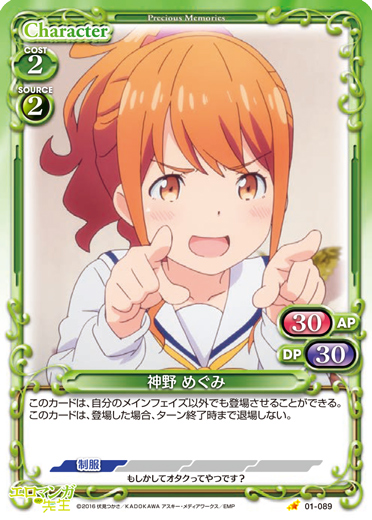 Precious Memories
Character
COST
2
SOURCE
2
30 AP
DP 30
神野 めぐみ
このカードは、自分のメインフェイズ以外でも登場させることができる。
このカードは、登場した場合、ターン終了時まで退場しない。
制服
もしかしてオタクってやつです？
エロマンガ
先生
©2016 伏見つかさ／KADOKAWA アスキー・メディアワークス／EMP
01-089